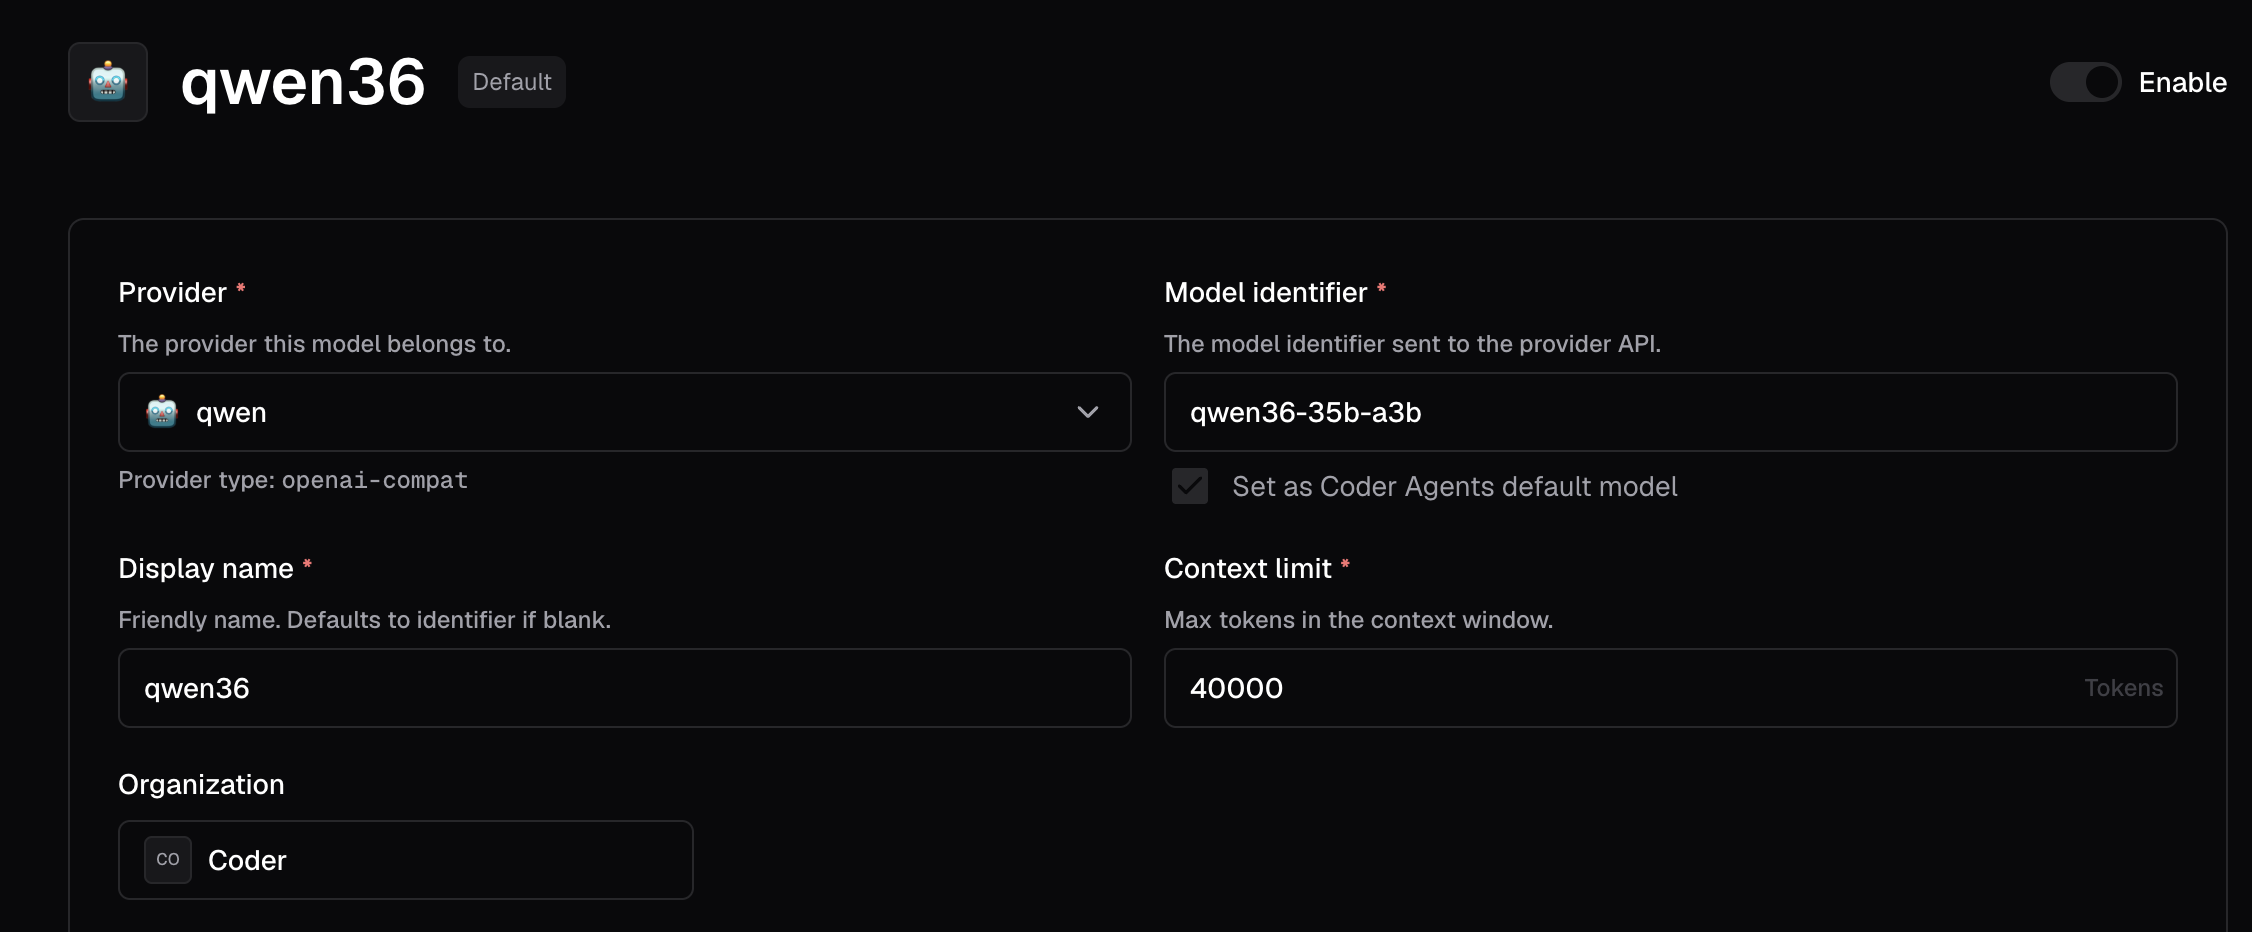 qwen36
Default
Enable
Provider *
The provider this model belongs to.
qwen
Provider type: openai-compat
Model identifier *
The model identifier sent to the provider API.
qwen36-35b-a3b
Set as Coder Agents default model
Display name *
Friendly name. Defaults to identifier if blank.
qwen36
Context limit *
Max tokens in the context window.
40000 Tokens
Organization
CO Coder